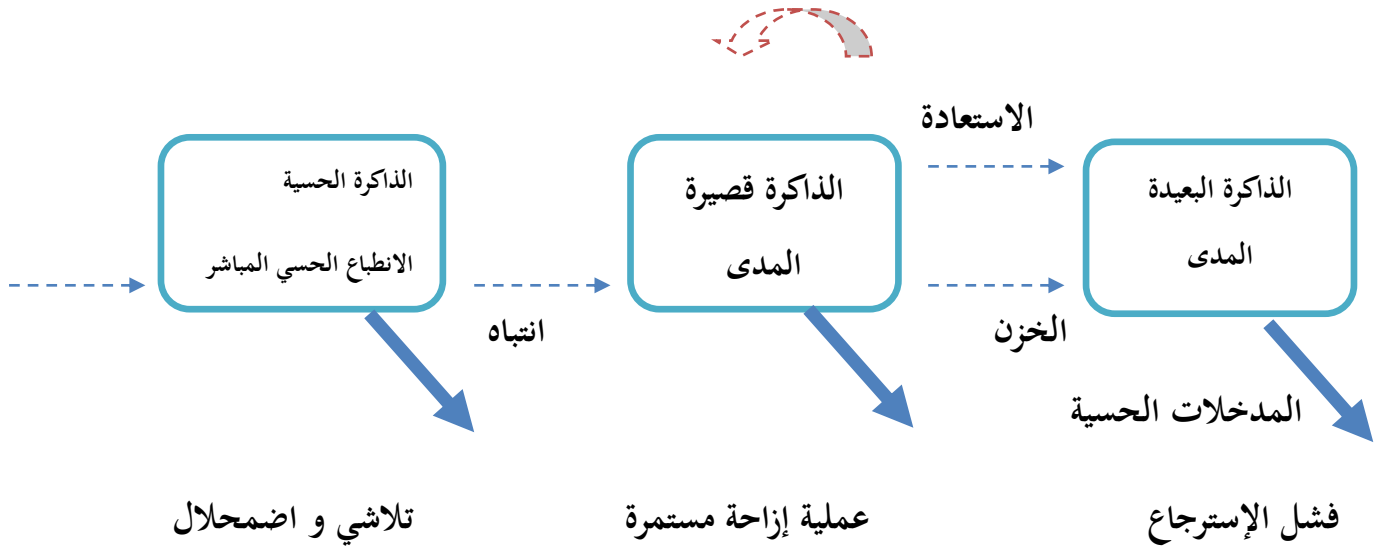 الاستعادة
الذاكرة البعيدة
المدى
الذاكرة قصيرة
المدى
الذاكرة الحسية
الانطباع الحسي المباشر
الخزن
انتباه
المدخلات الحسية
فشل الإسترجاع
عملية إزاحة مستمرة
تلاشي و اضمحلال